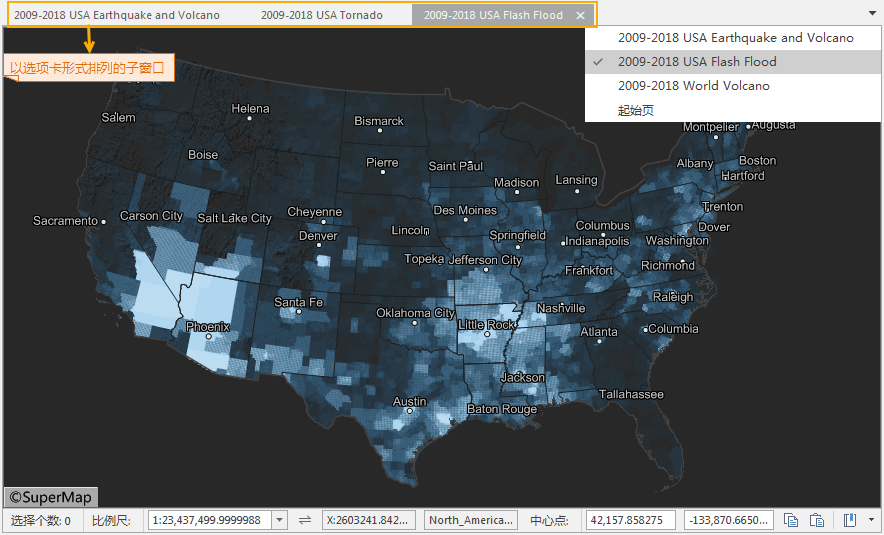 2009-2018 USA Earthquake and Volcano
2009-2018 USA Tornado
2009-2018 USA Flash Flood
2009-2018 USA Earthquake and Volcano
2009-2018 USA Flash Flood
2009-2018 World Volcano
起始页
以选项卡形式排列的子窗口
Salem
Helena
Bismarck
Montpelier
Augusta
Boise
Pierre
Saint Paul
Madison
Lansing
Albany
Boston
Hartford
Sacramento
Carson City
Salt Lake City
Cheyenne
Des Moines
Trenton
Denver
Lincoln
Springfield
Columbus
Indianapolis
Dover
Washington
Topeka
Jefferson City
Frankfort
Richmond
Santa Fe
Oklahoma City
Nashville
Raleigh
Phoenix
Little Rock
Atlanta
Columbia
Jackson
Austin
Baton Rouge
Tallahassee
©SuperMap
选择个数: 0
比例尺:
1:23,437,499.9999988
X:2603241.842...
North_America...
中心点:
42,157.858275
-133,870.6650...